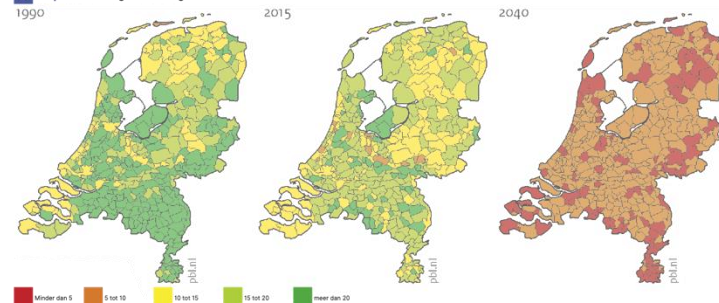 1990
2015
2040
pbl.nl
pbl.nl
pbl.nl
Minder dan 5
5 tot 10
10 tot 15
15 tot 20
meer dan 20